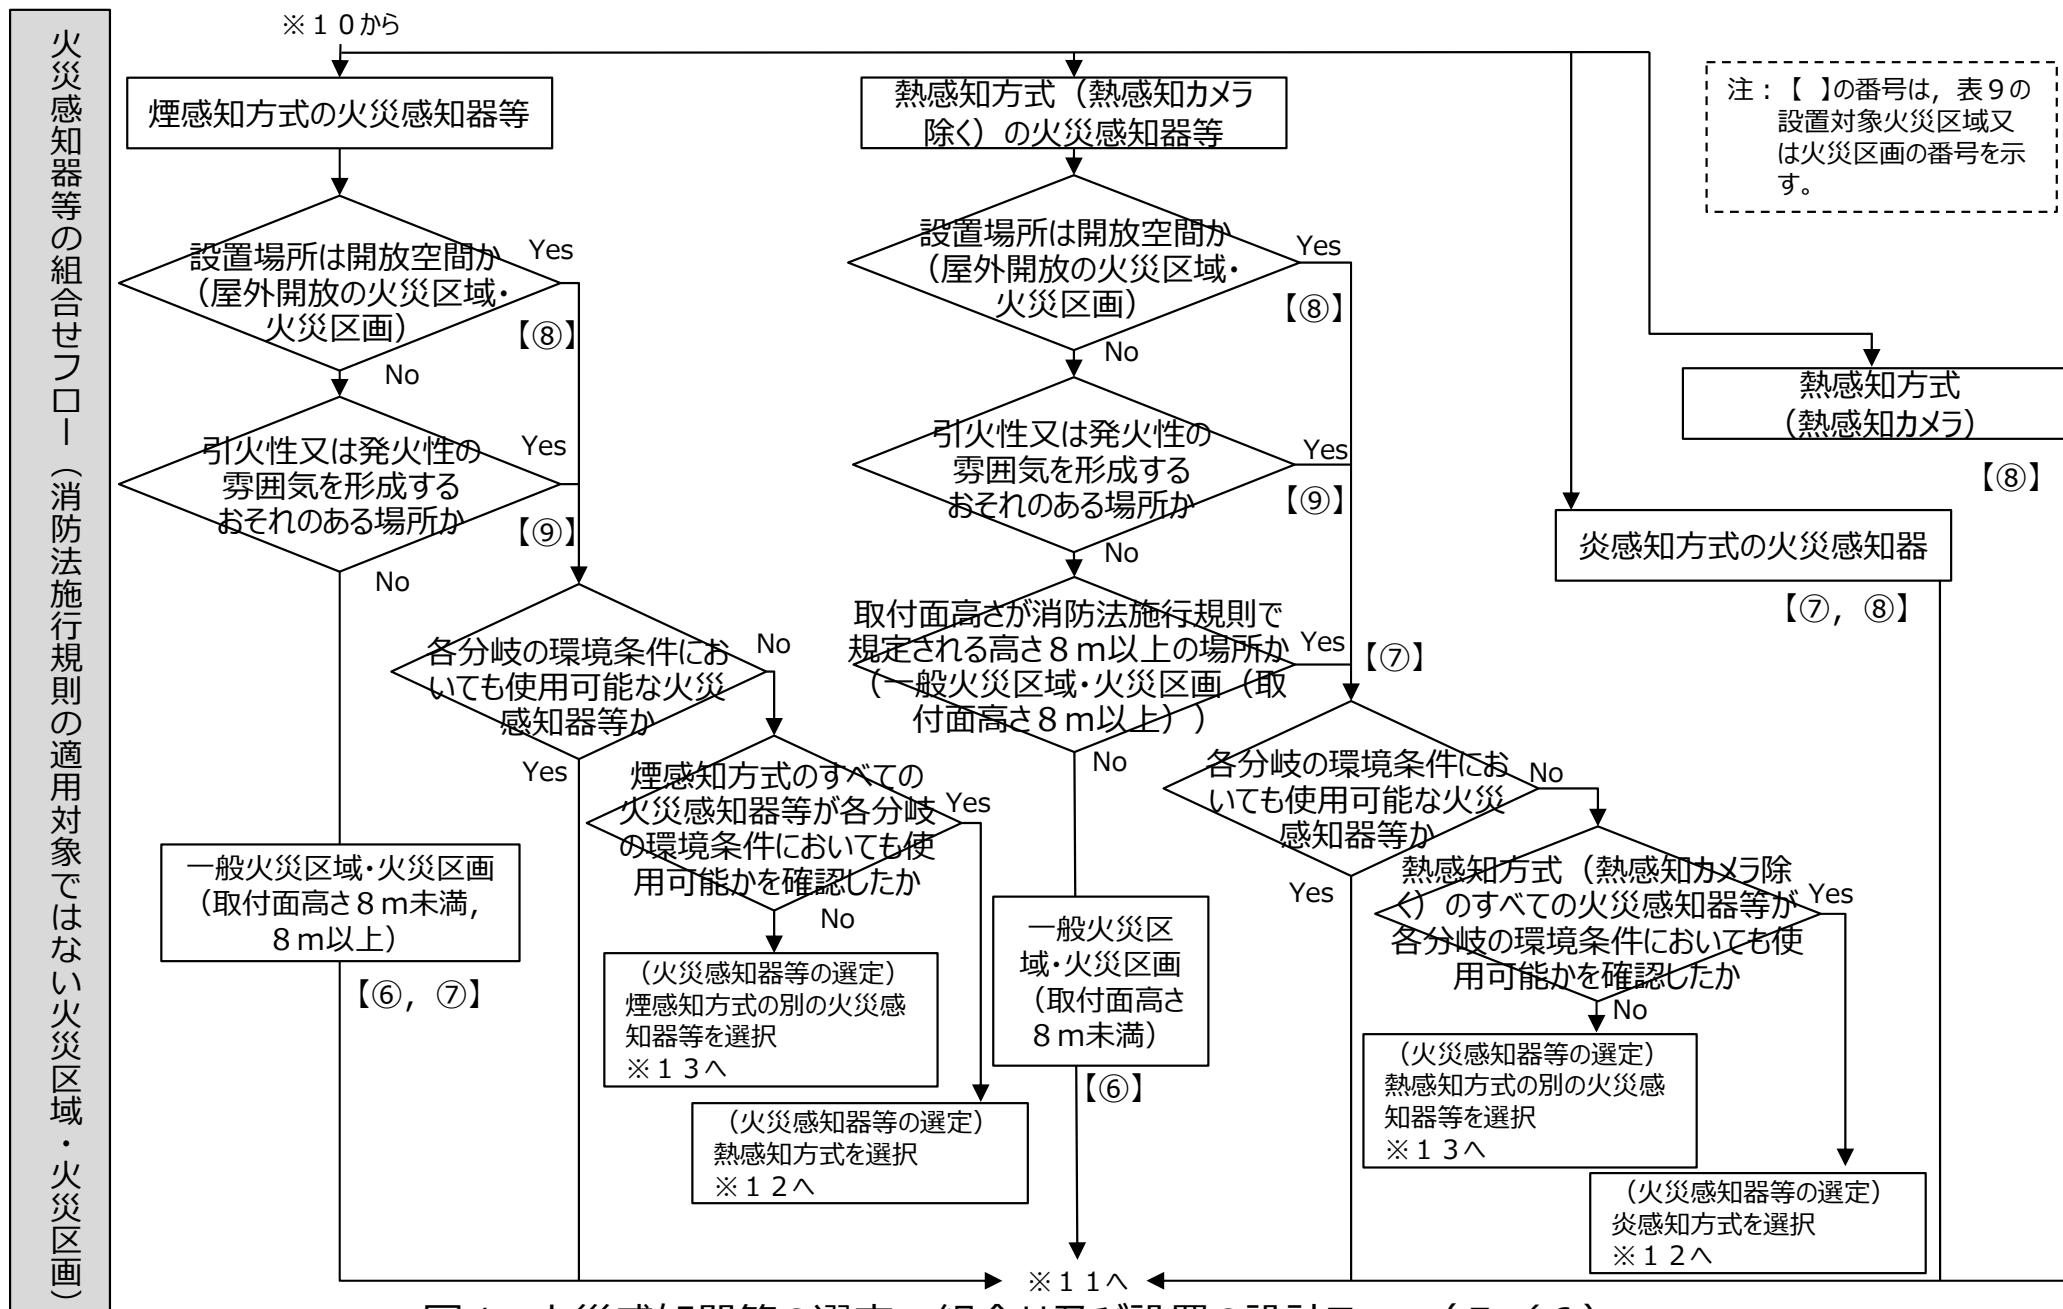 火災感知器等の組合せフロー（消防法施行規則の適用対象ではない火災区域・火災区画）
※１０から
煙感知方式の火災感知器等
熱感知方式（熱感知カメラ
除く）の火災感知器等
注：【 】の番号は，表９の
設置対象火災区域又
は火災区画の番号を示
す。
設置場所は開放空間か
（屋外開放の火災区域・
火災区画）
Yes
【⑧】
No
引火性又は発火性の
雰囲気を形成する
おそれのある場所か
Yes
【⑨】
No
各分岐の環境条件にお
いても使用可能な火災
感知器等か
No
Yes
煙感知方式のすべての
火災感知器等が各分岐
の環境条件においても使
用可能かを確認したか
Yes
No
一般火災区域・火災区画
（取付面高さ８ｍ未満，
８ｍ以上）
【⑥，⑦】
（火災感知器等の選定）
煙感知方式の別の火災感
知器等を選択
※１３へ
（火災感知器等の選定）
熱感知方式を選択
※１２へ
設置場所は開放空間か
（屋外開放の火災区域・
火災区画）
Yes
【⑧】
No
引火性又は発火性の
雰囲気を形成する
おそれのある場所か
Yes
【⑨】
No
取付面高さが消防法施行規則で
規定される高さ８ｍ以上の場所か
（一般火災区域・火災区画（取
付面高さ８ｍ以上））
Yes
【⑦】
No
一般火災区
域・火災区画
（取付面高さ
８ｍ未満）
【⑥】
各分岐の環境条件にお
いても使用可能な火災
感知器等か
No
Yes
熱感知方式（熱感知カメラ除
く）のすべての火災感知器等が
各分岐の環境条件においても使
用可能かを確認したか
Yes
No
（火災感知器等の選定）
熱感知方式の別の火災感
知器等を選択
※１３へ
（火災感知器等の選定）
炎感知方式を選択
※１２へ
熱感知方式
（熱感知カメラ）
【⑧】
炎感知方式の火災感知器
【⑦，⑧】
※１１へ